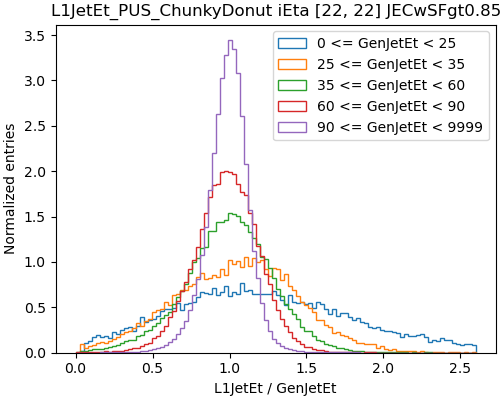 L1JetEt_PUS_ChunkyDonut iEta [22, 22] JECwSFgt0.85
0 <= GenJetEt < 25
25 <= GenJetEt < 35
35 <= GenJetEt < 60
60 <= GenJetEt < 90
90 <= GenJetEt < 9999
Normalized entries
3.5
3.0
2.5
2.0
1.5
1.0
0.5
0.0
0.0 0.5 1.0 1.5 2.0 2.5
L1JetEt / GenJetEt